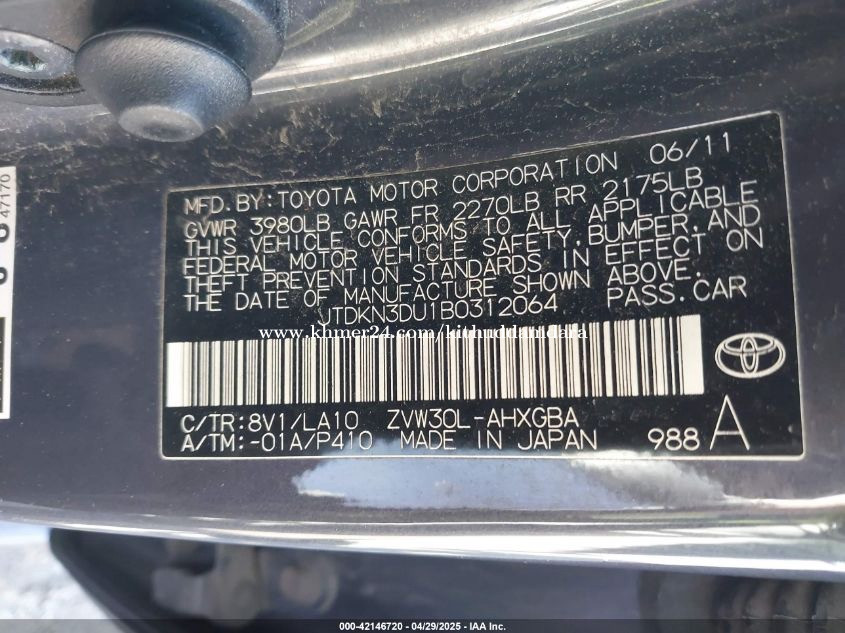 47170
MFD.BY:TOYOTA MOTOR CORPORATION 06/11
GVWR 3980LB GAWR FR 2270LB RR 2175LB
THIS VEHICLE CONFORMS TO ALL APPLICABLE
FEDERAL MOTOR VEHICLE SAFETY,BUMPER,AND
THEFT PREVENTION STANDARDS IN EFFECT ON
THE DATE OF MANUFACTURE SHOWN ABOVE.
JTDKN3DU1B0312064 PASS.CAR
www.khmer24.com/kithuddamdara
C/TR:8V1/LA10 ZVW30L-AHXGBA
A/TM:-01A/P410 MADE IN JAPAN 988 A
000-42146720 - 04/29/2025 - IAA Inc.